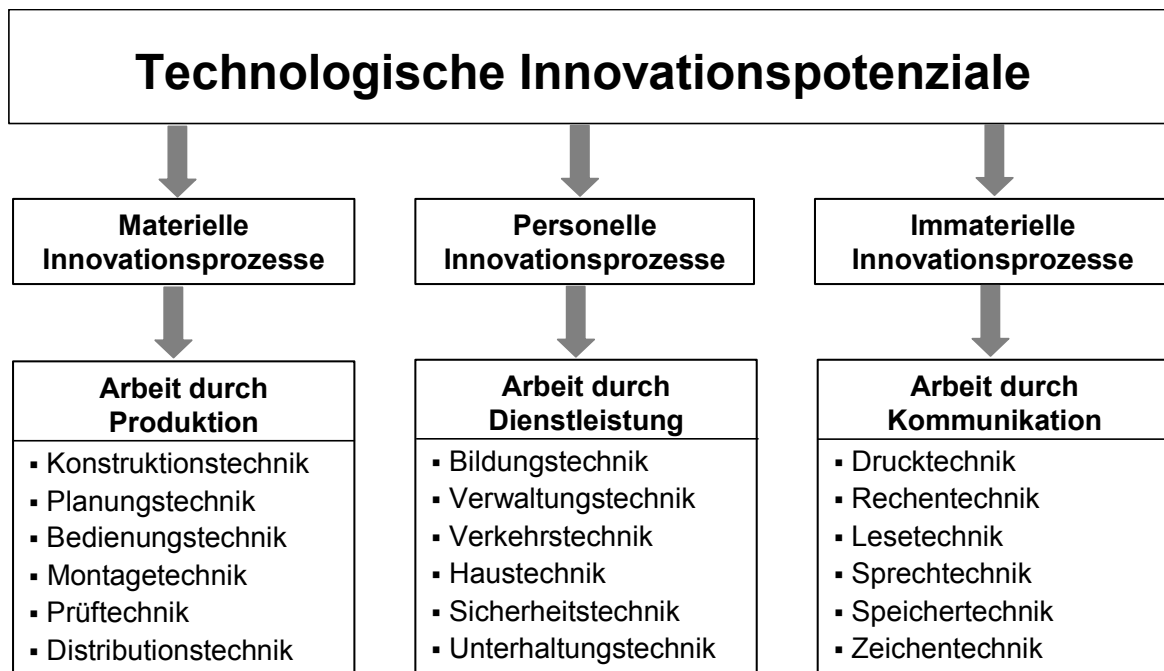 Technologische Innovationspotenziale
Materielle
Innovationsprozesse
Personelle
Innovationsprozesse
Immaterielle
Innovationsprozesse
Arbeit durch
Produktion
▪ Konstruktionstechnik
▪ Planungstechnik
▪ Bedienungstechnik
▪ Montagetechnik
▪ Prüftechnik
▪ Distributionstechnik
Arbeit durch
Dienstleistung
▪ Bildungstechnik
▪ Verwaltungstechnik
▪ Verkehrstechnik
▪ Haustechnik
▪ Sicherheitstechnik
▪ Unterhaltungstechnik
Arbeit durch
Kommunikation
▪ Drucktechnik
▪ Rechentechnik
▪ Lesetechnik
▪ Sprechtechnik
▪ Speichertechnik
▪ Zeichentechnik